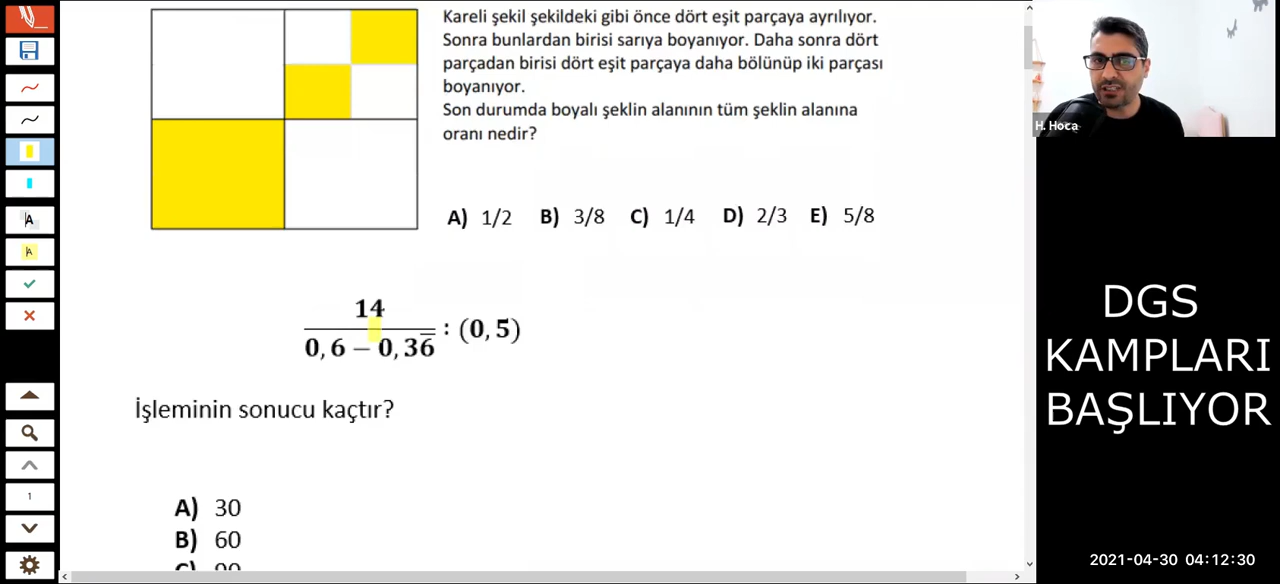 Kareli şekil şekildeki gibi önce dört eşit parçaya ayrılıyor.
Sonra bunlardan birisi sarıya boyanıyor. Daha sonra dört
parçadan birisi dört eşit parçaya daha bölünüp iki parçası
boyanıyor.
Son durumda boyalı şeklin alanının tüm şeklin alanına
oranı nedir?
A) 1/2 B) 3/8 C) 1/4 D) 2/3 E) 5/8
14
0,6 − 0,36̅ : (0,5)
İşleminin sonucu kaçtır?
A) 30
B) 60
A
A
1
H. Hoca
DGS
KAMPLARI
BAŞLIYOR
2021-04-30 04:12:30